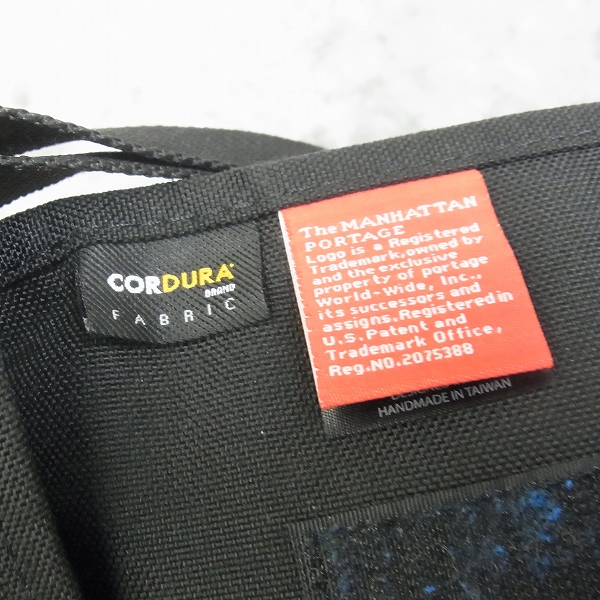 CORDURA®
BRAND
FABRIC
The MANHATTAN
PORTAGE
Logo is a Registered
Trademark,owned by
and the exclusive
property of portage
World-Wide, Inc.,
its successors and
assigns.Registered in
U.S. Patent and
Trademark Office,
Reg.NO.2075388
HANDMADE IN TAIWAN